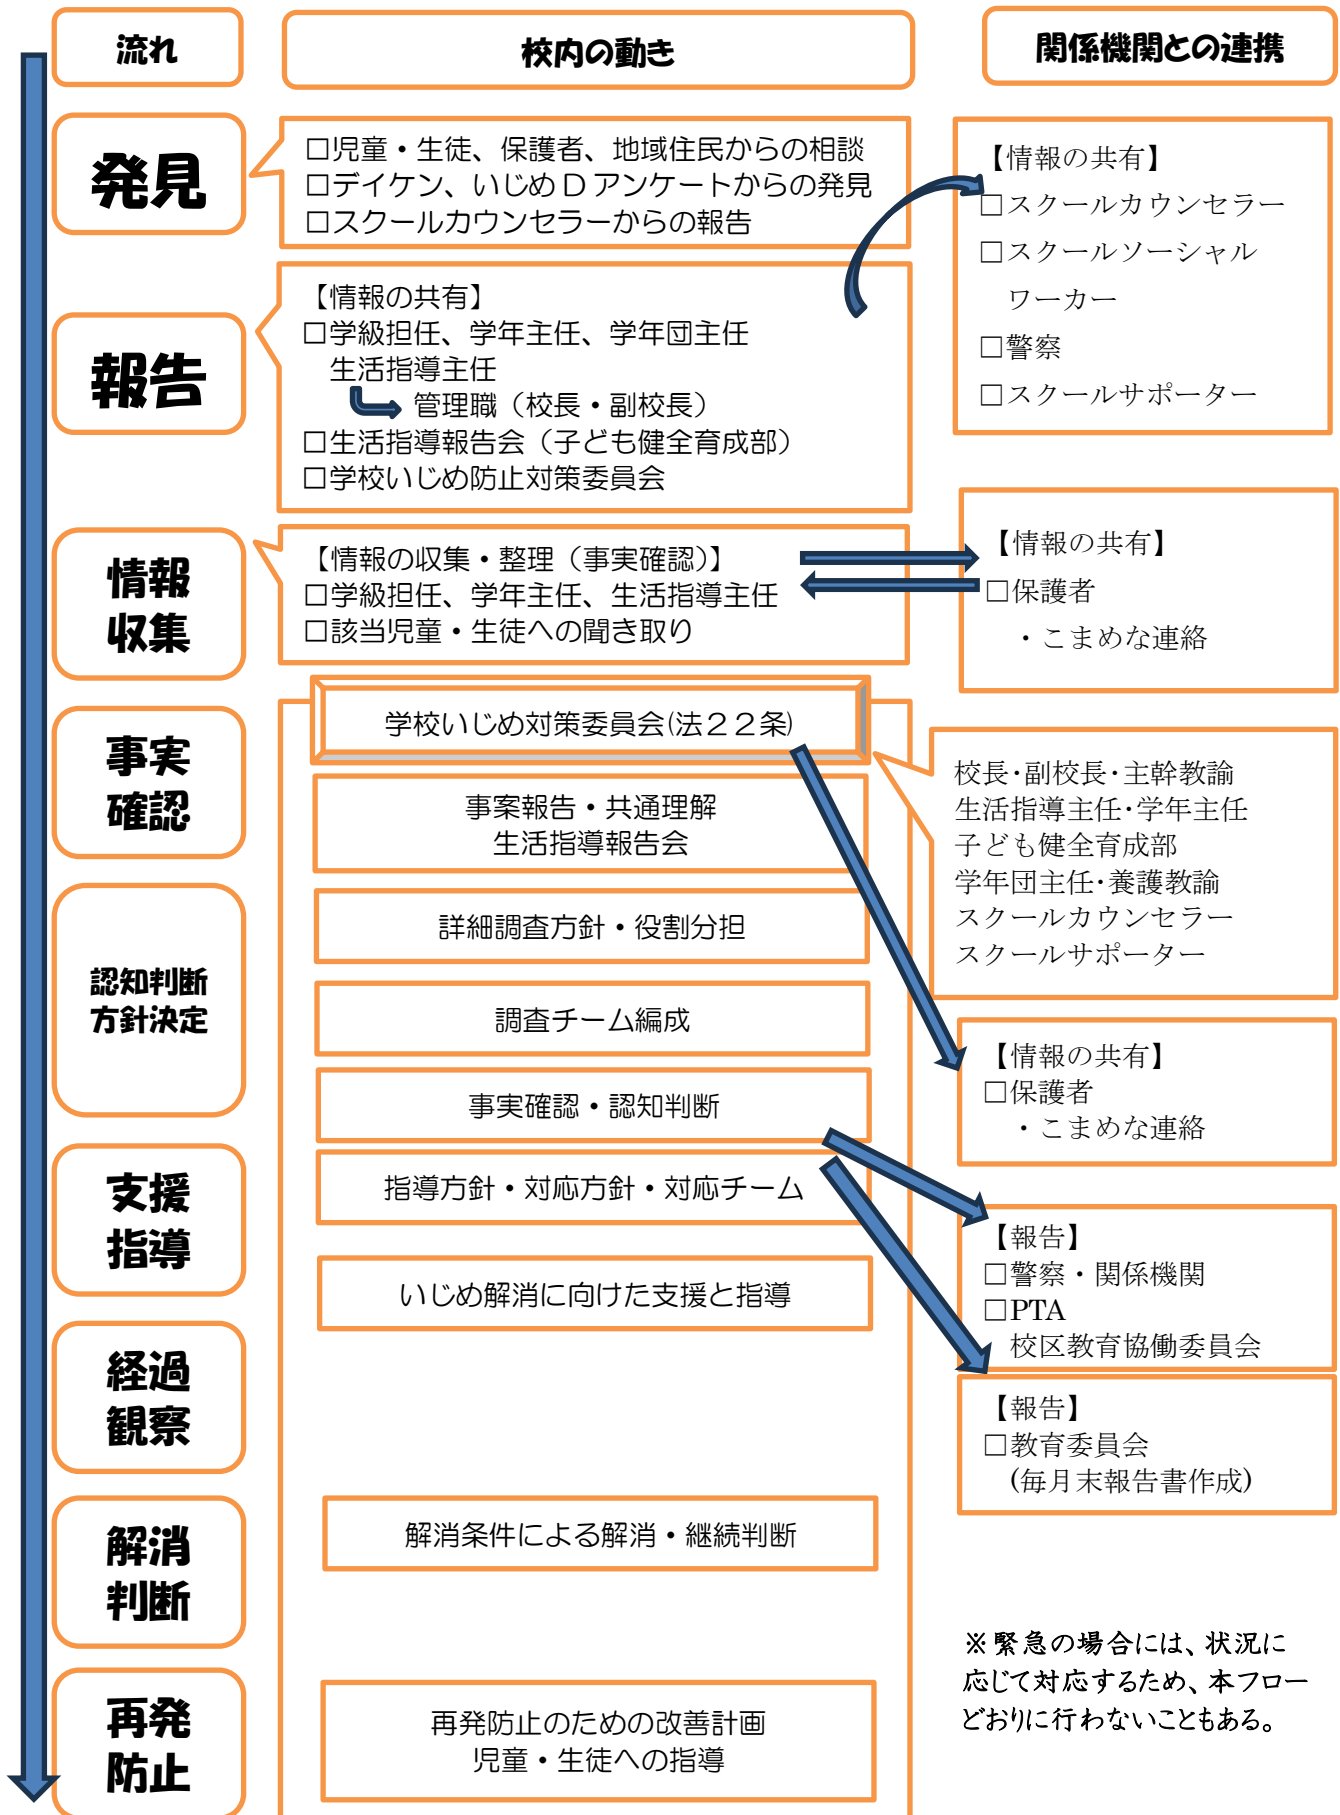 流れ
校内の動き
関係機関との連携
発見
□児童・生徒、保護者、地域住民からの相談
□デイケン、いじめDアンケートからの発見
□スクールカウンセラーからの報告
【情報の共有】
□スクールカウンセラー
□スクールソーシャル
ワーカー
□警察
□スクールサポーター
報告
【情報の共有】
□学級担任、学年主任、学年団主任
生活指導主任
管理職（校長・副校長）
□生活指導報告会（子ども健全育成部）
□学校いじめ防止対策委員会
情報
収集
【情報の収集・整理（事実確認）】
□学級担任、学年主任、生活指導主任
□該当児童・生徒への聞き取り
【情報の共有】
□保護者
・こまめな連絡
事実
確認
学校いじめ対策委員会(法２２条)
事案報告・共通理解
生活指導報告会
校長・副校長・主幹教諭
生活指導主任・学年主任
子ども健全育成部
学年団主任・養護教諭
スクールカウンセラー
スクールサポーター
認知判断
方針決定
詳細調査方針・役割分担
調査チーム編成
事実確認・認知判断
【情報の共有】
□保護者
・こまめな連絡
支援
指導
指導方針・対応方針・対応チーム
いじめ解消に向けた支援と指導
【報告】
□警察・関係機関
□PTA
校区教育協働委員会
経過
観察
【報告】
□教育委員会
(毎月末報告書作成)
解消
判断
解消条件による解消・継続判断
※緊急の場合には、状況に
応じて対応するため、本フロー
どおりに行わないこともある。
再発
防止
再発防止のための改善計画
児童・生徒への指導